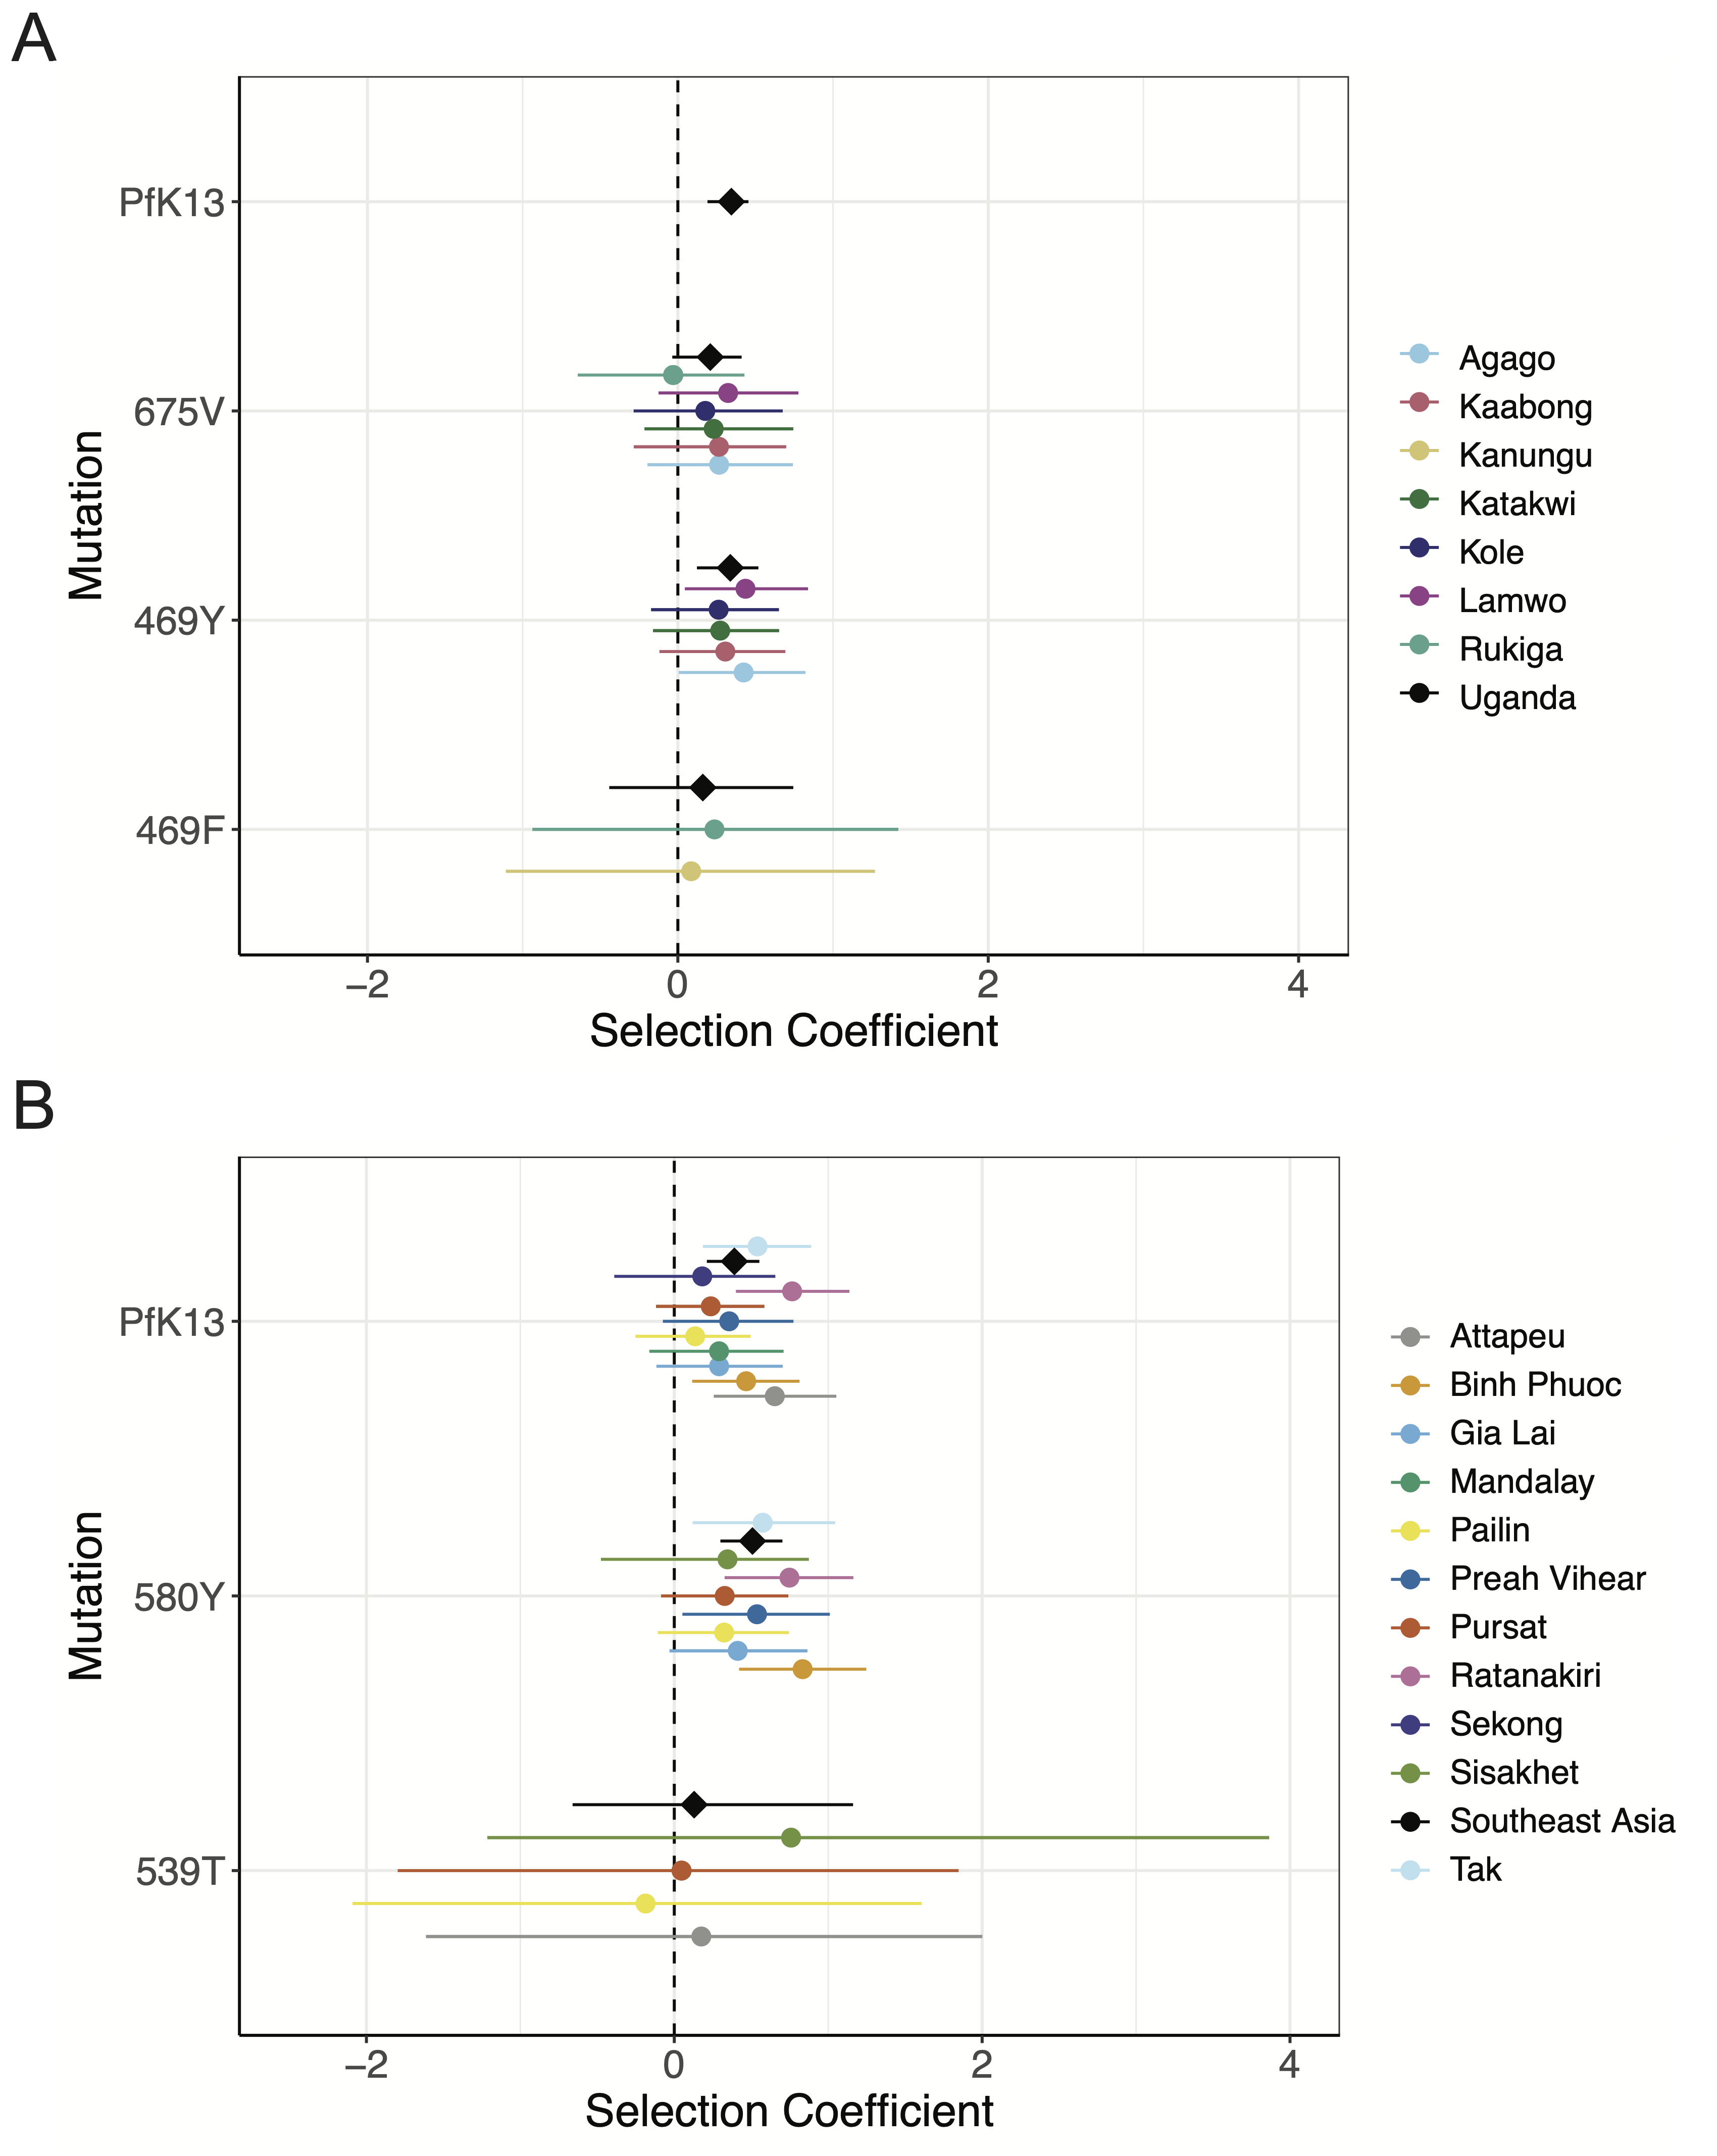 A
PfK13
675V
469Y
469F
Mutation
−2 0 2 4
Selection Coefficient
Agago
Kaabong
Kanungu
Katakwi
Kole
Lamwo
Rukiga
Uganda
B
PfK13
580Y
539T
Mutation
−2 0 2 4
Selection Coefficient
Attapeu
Binh Phuoc
Gia Lai
Mandalay
Pailin
Preah Vihear
Pursat
Ratanakiri
Sekong
Sisakhet
Southeast Asia
Tak